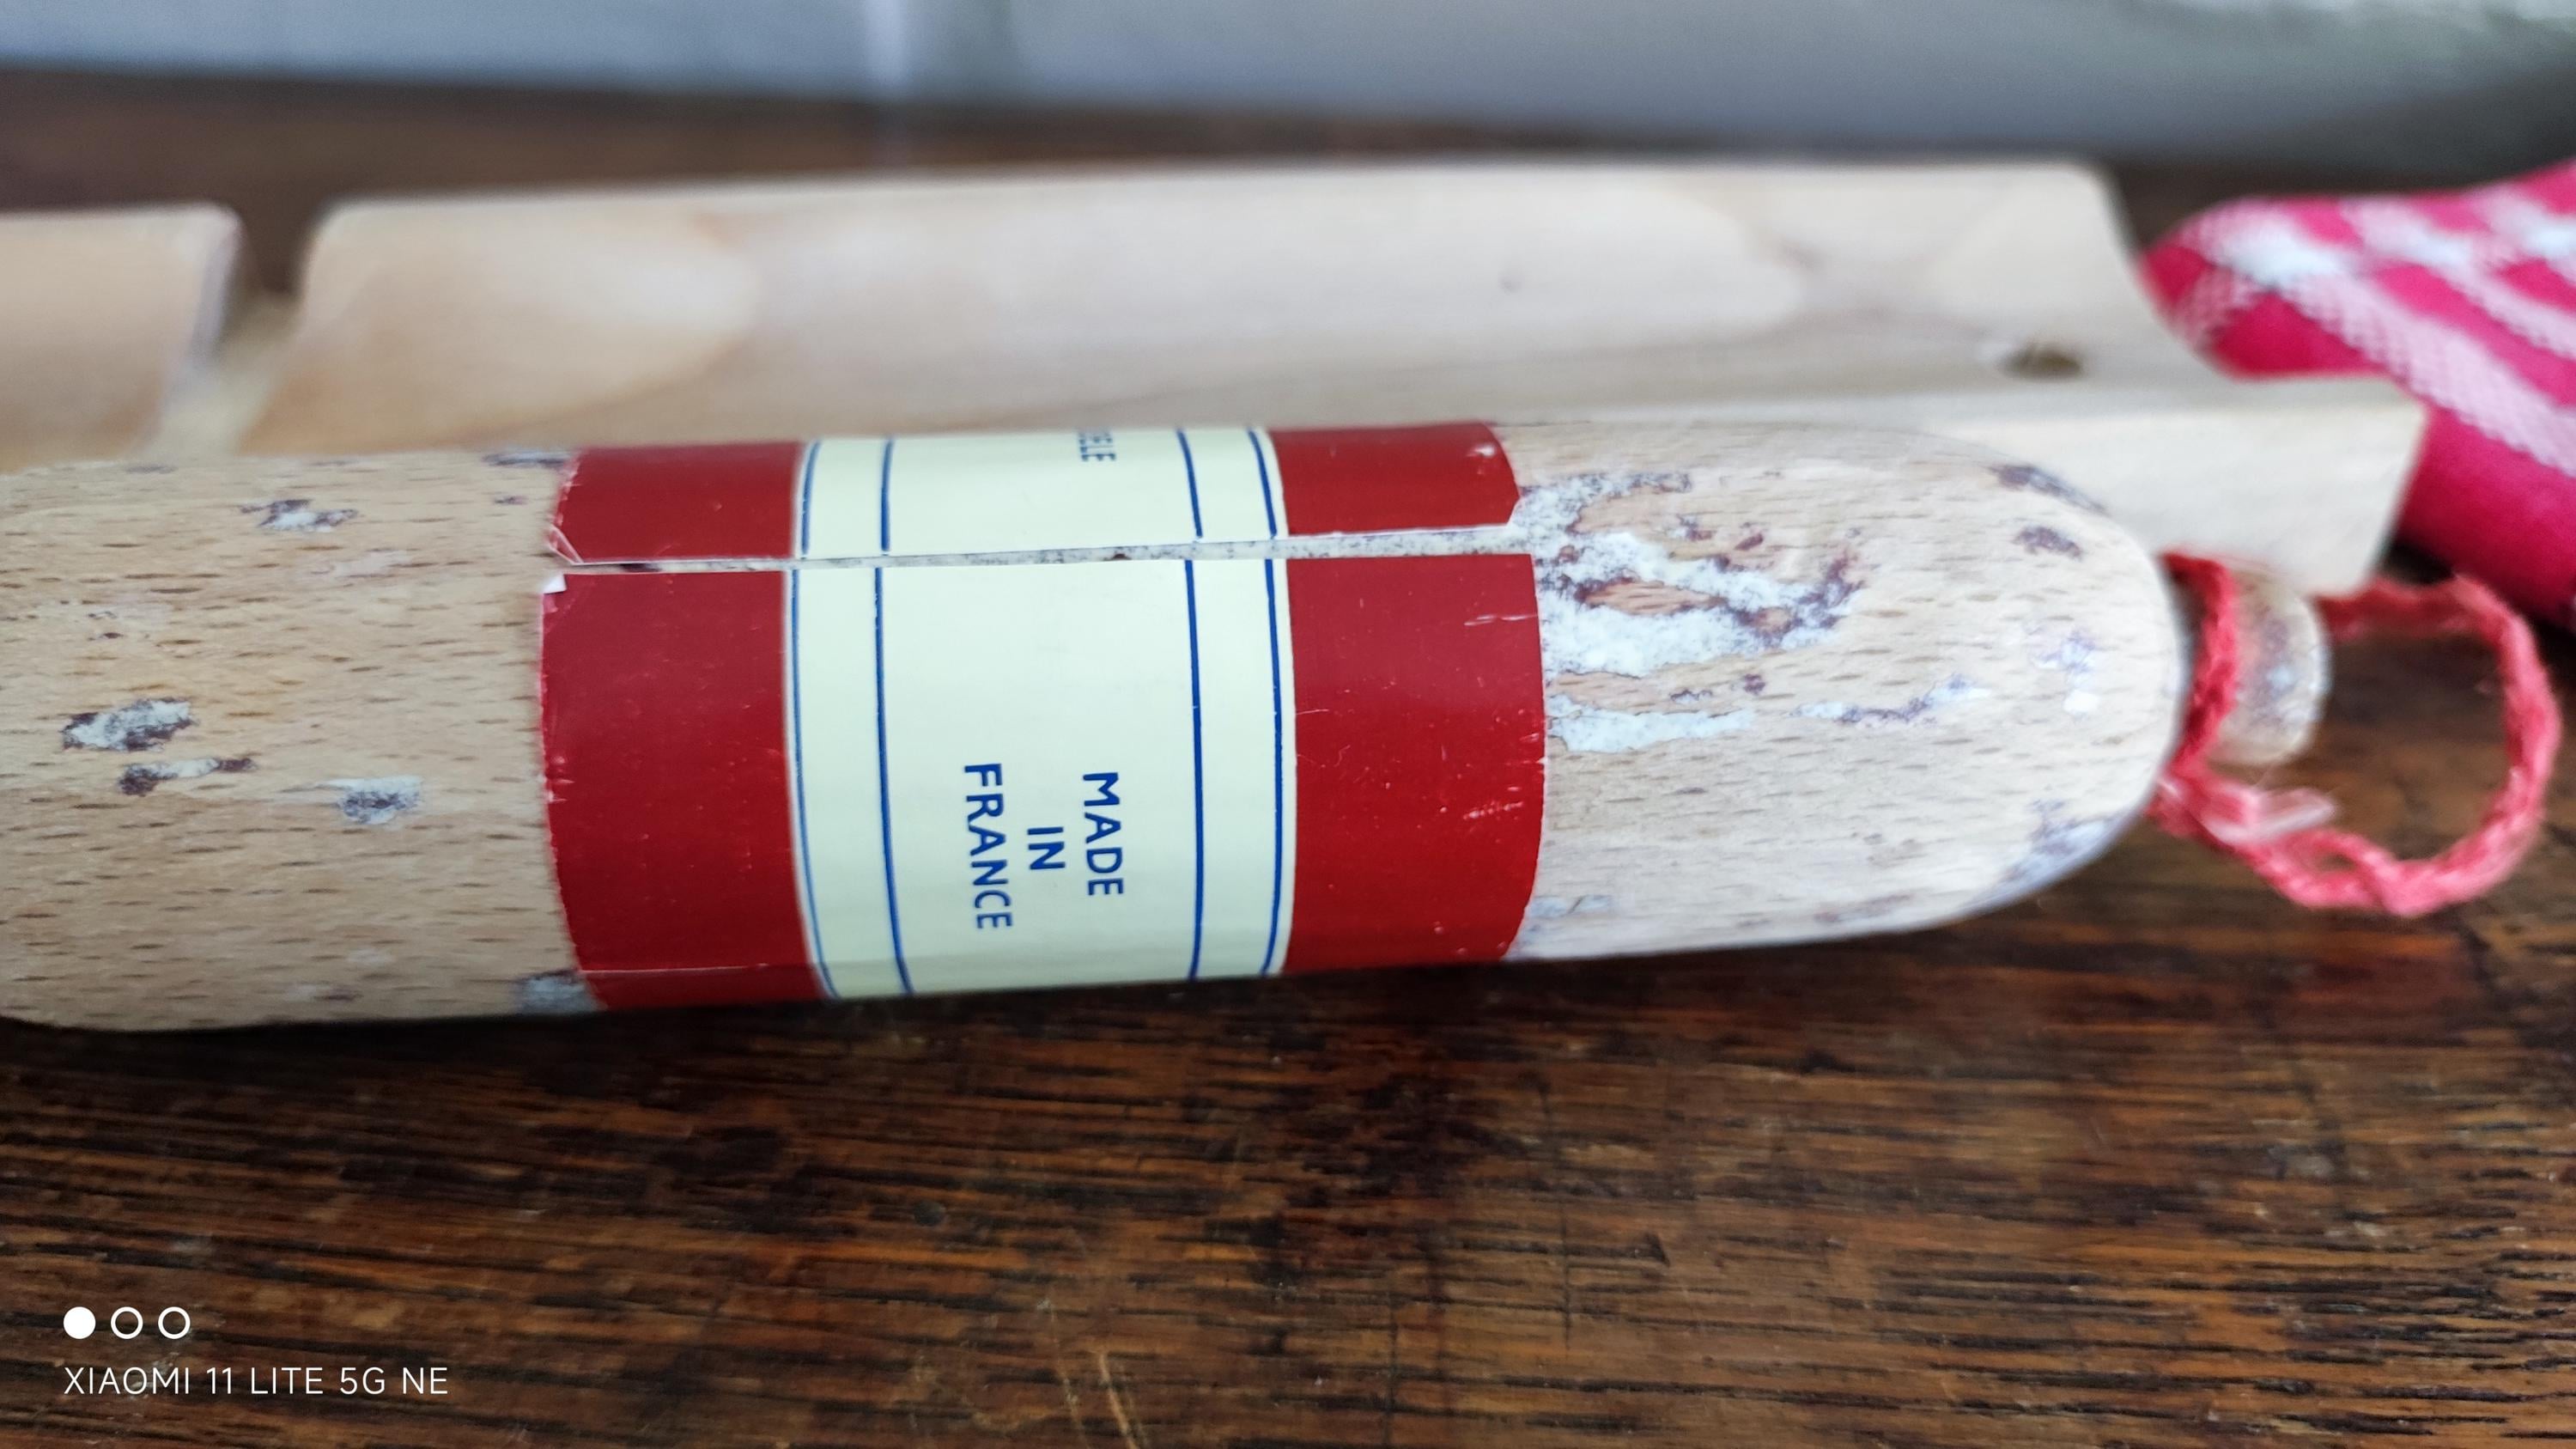 MADE
IN
FRANCE
XIAOMI 11 LITE 5G NE